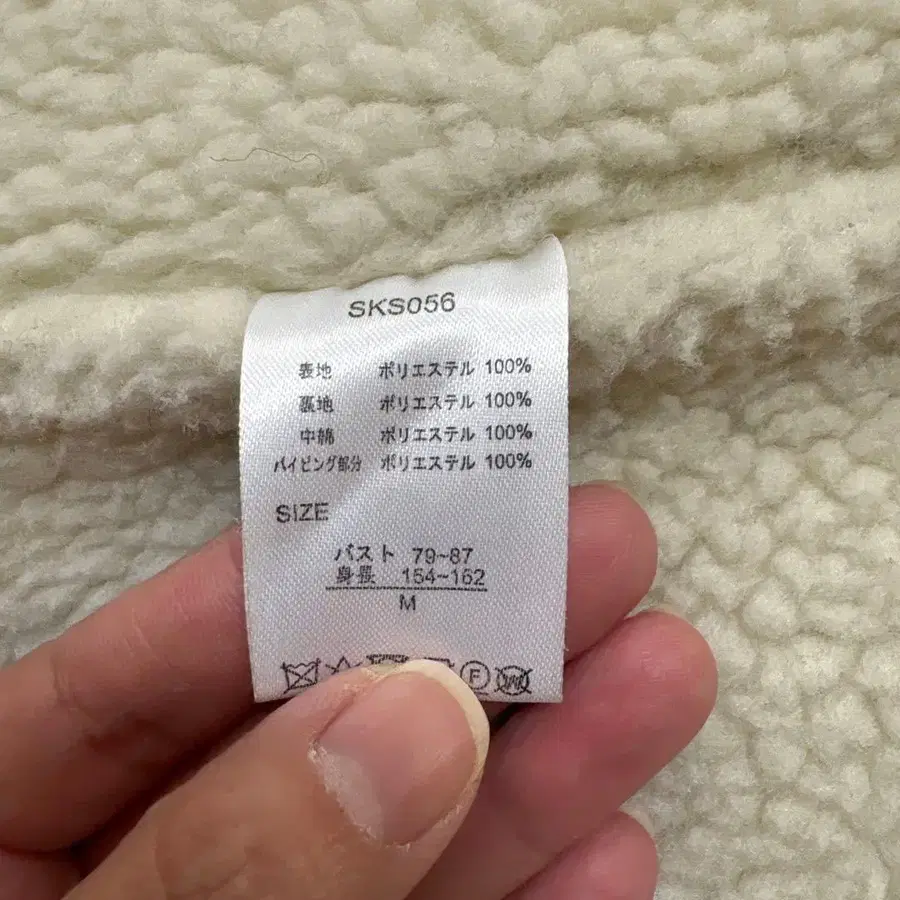 SKS056
表地 ポリエステル 100%
裏地 ポリエステル 100%
中綿 ポリエステル 100%
パイピング部分 ポリエステル 100%
SIZE
バスト 79~87
身長 154~162
M